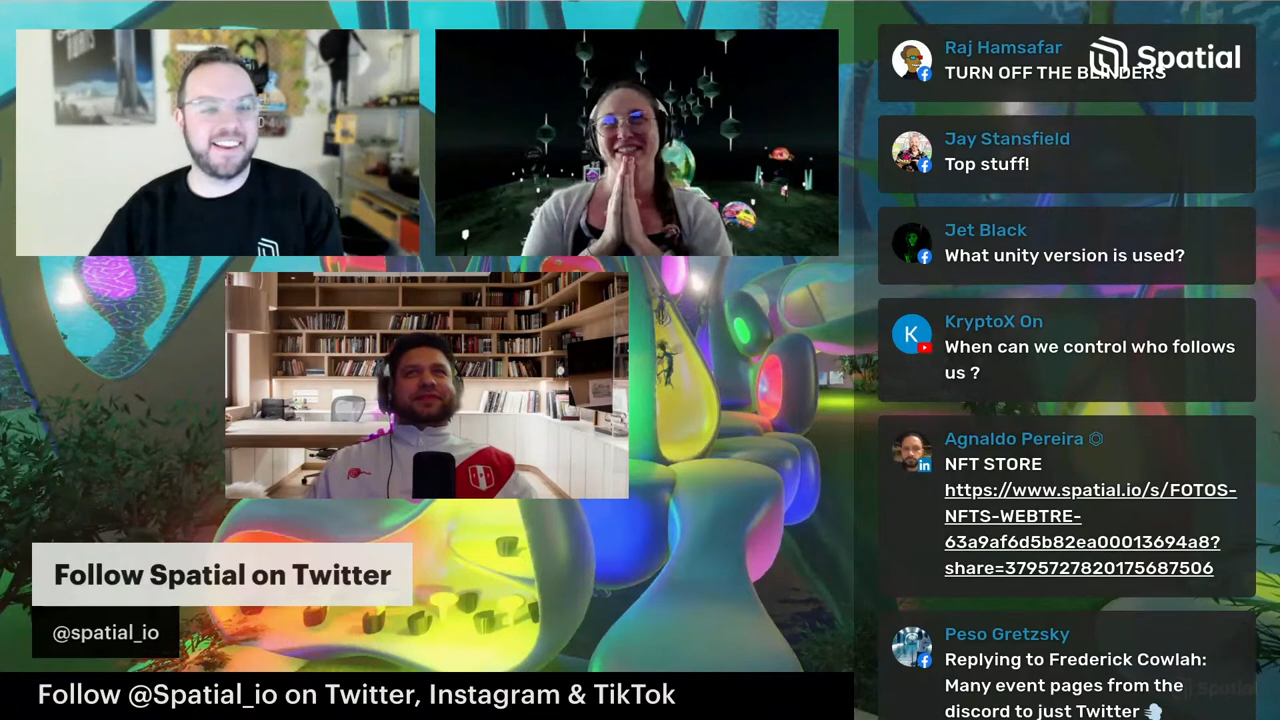 Follow Spatial on Twitter
@spatial_io
Follow @Spatial_io on Twitter, Instagram & TikTok
Spatial
Raj Hamsafar
TURN OFF THE BLINDERS
Jay Stansfield
Top stuff!
Jet Black
What unity version is used?
K
KryptoX On
When can we control who follows
us ?
Agnaldo Pereira
NFT STORE
https://www.spatial.io/s/FOTOS-
NFTS-WEBTRE-
63a9af6d5b82ea00013694a8?
share=3795727820175687506
Peso Gretzsky
Replying to Frederick Cowlah:
Many event pages from the
discord to just Twitter
Spatial